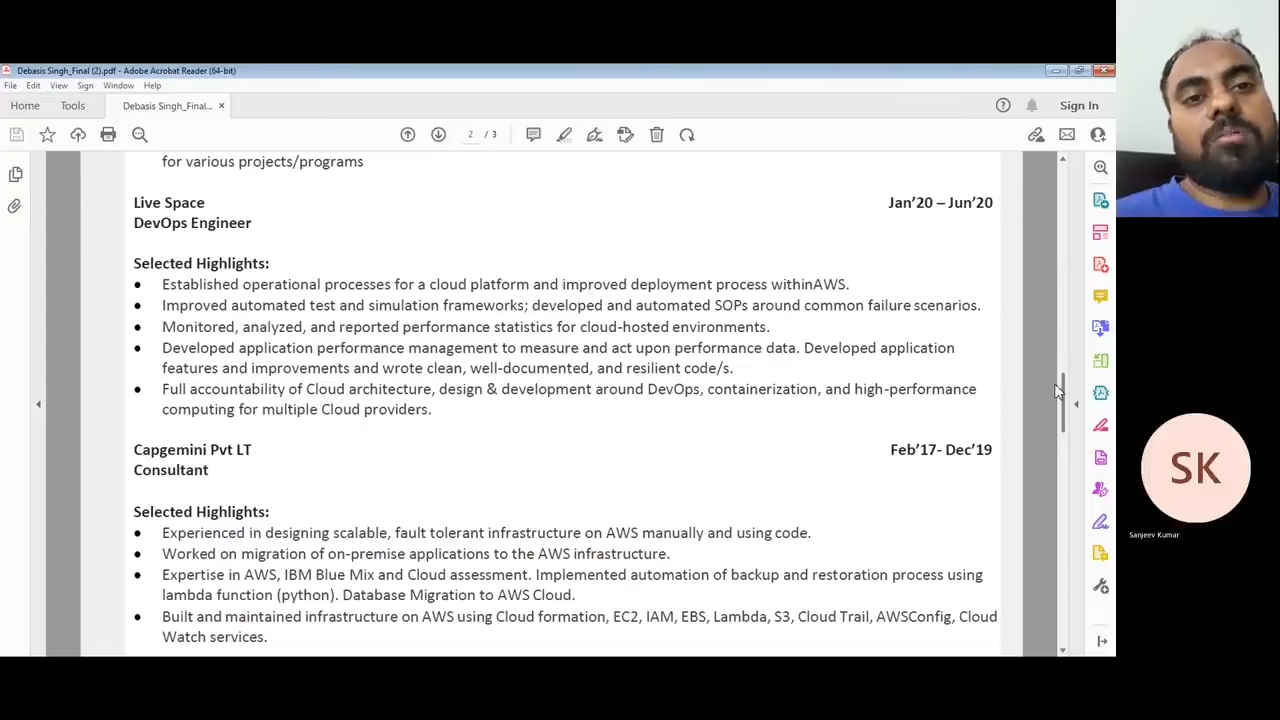 Debasis Singh_Final (2).pdf - Adobe Acrobat Reader (64-bit)
File Edit View Sign Window Help
Home Tools Debasis Singh_Final... × Sign In
2 / 3
for various projects/programs
Live Space Jan'20 – Jun'20
DevOps Engineer
Selected Highlights:
• Established operational processes for a cloud platform and improved deployment process withinAWS.
• Improved automated test and simulation frameworks; developed and automated SOPs around common failure scenarios.
• Monitored, analyzed, and reported performance statistics for cloud-hosted environments.
• Developed application performance management to measure and act upon performance data. Developed application
features and improvements and wrote clean, well-documented, and resilient code/s.
• Full accountability of Cloud architecture, design & development around DevOps, containerization, and high-performance
computing for multiple Cloud providers.
Capgemini Pvt LT Feb'17- Dec'19
Consultant
Selected Highlights:
• Experienced in designing scalable, fault tolerant infrastructure on AWS manually and using code.
• Worked on migration of on-premise applications to the AWS infrastructure.
• Expertise in AWS, IBM Blue Mix and Cloud assessment. Implemented automation of backup and restoration process using
lambda function (python). Database Migration to AWS Cloud.
• Built and maintained infrastructure on AWS using Cloud formation, EC2, IAM, EBS, Lambda, S3, Cloud Trail, AWSConfig, Cloud
Watch services.
SK
Sanjeev Kumar